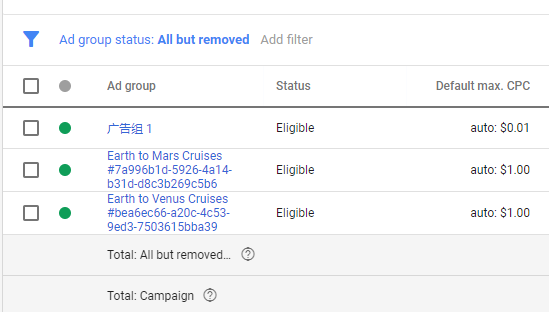 Ad group status: All but removed Add filter
Ad group Status Default max. CPC
广告组 1 Eligible auto: $0.01
Earth to Mars Cruises
#7a996b1d-5926-4a14-
b31d-d8c3b269c5b6
Eligible auto: $1.00
Earth to Venus Cruises
#bea6ec66-a20c-4c53-
9ed3-7503615bba39
Eligible auto: $1.00
Total: All but removed...
Total: Campaign